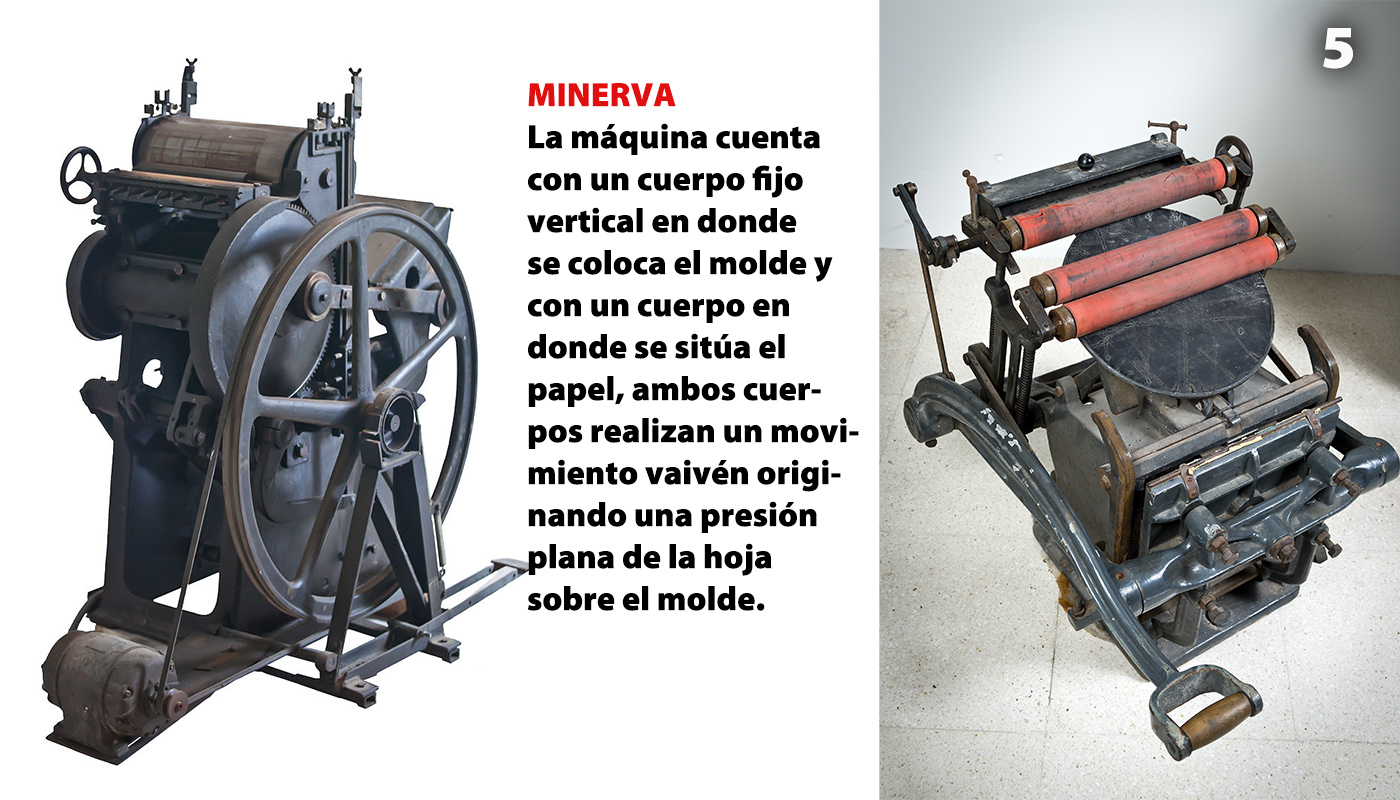 MINERVA
La máquina cuenta
con un cuerpo fijo
vertical en donde
se coloca el molde y
con un cuerpo en
donde se sitúa el
papel, ambos cuer-
pos realizan un movi-
miento vaivén origi-
nando una presión
plana de la hoja
sobre el molde.
5